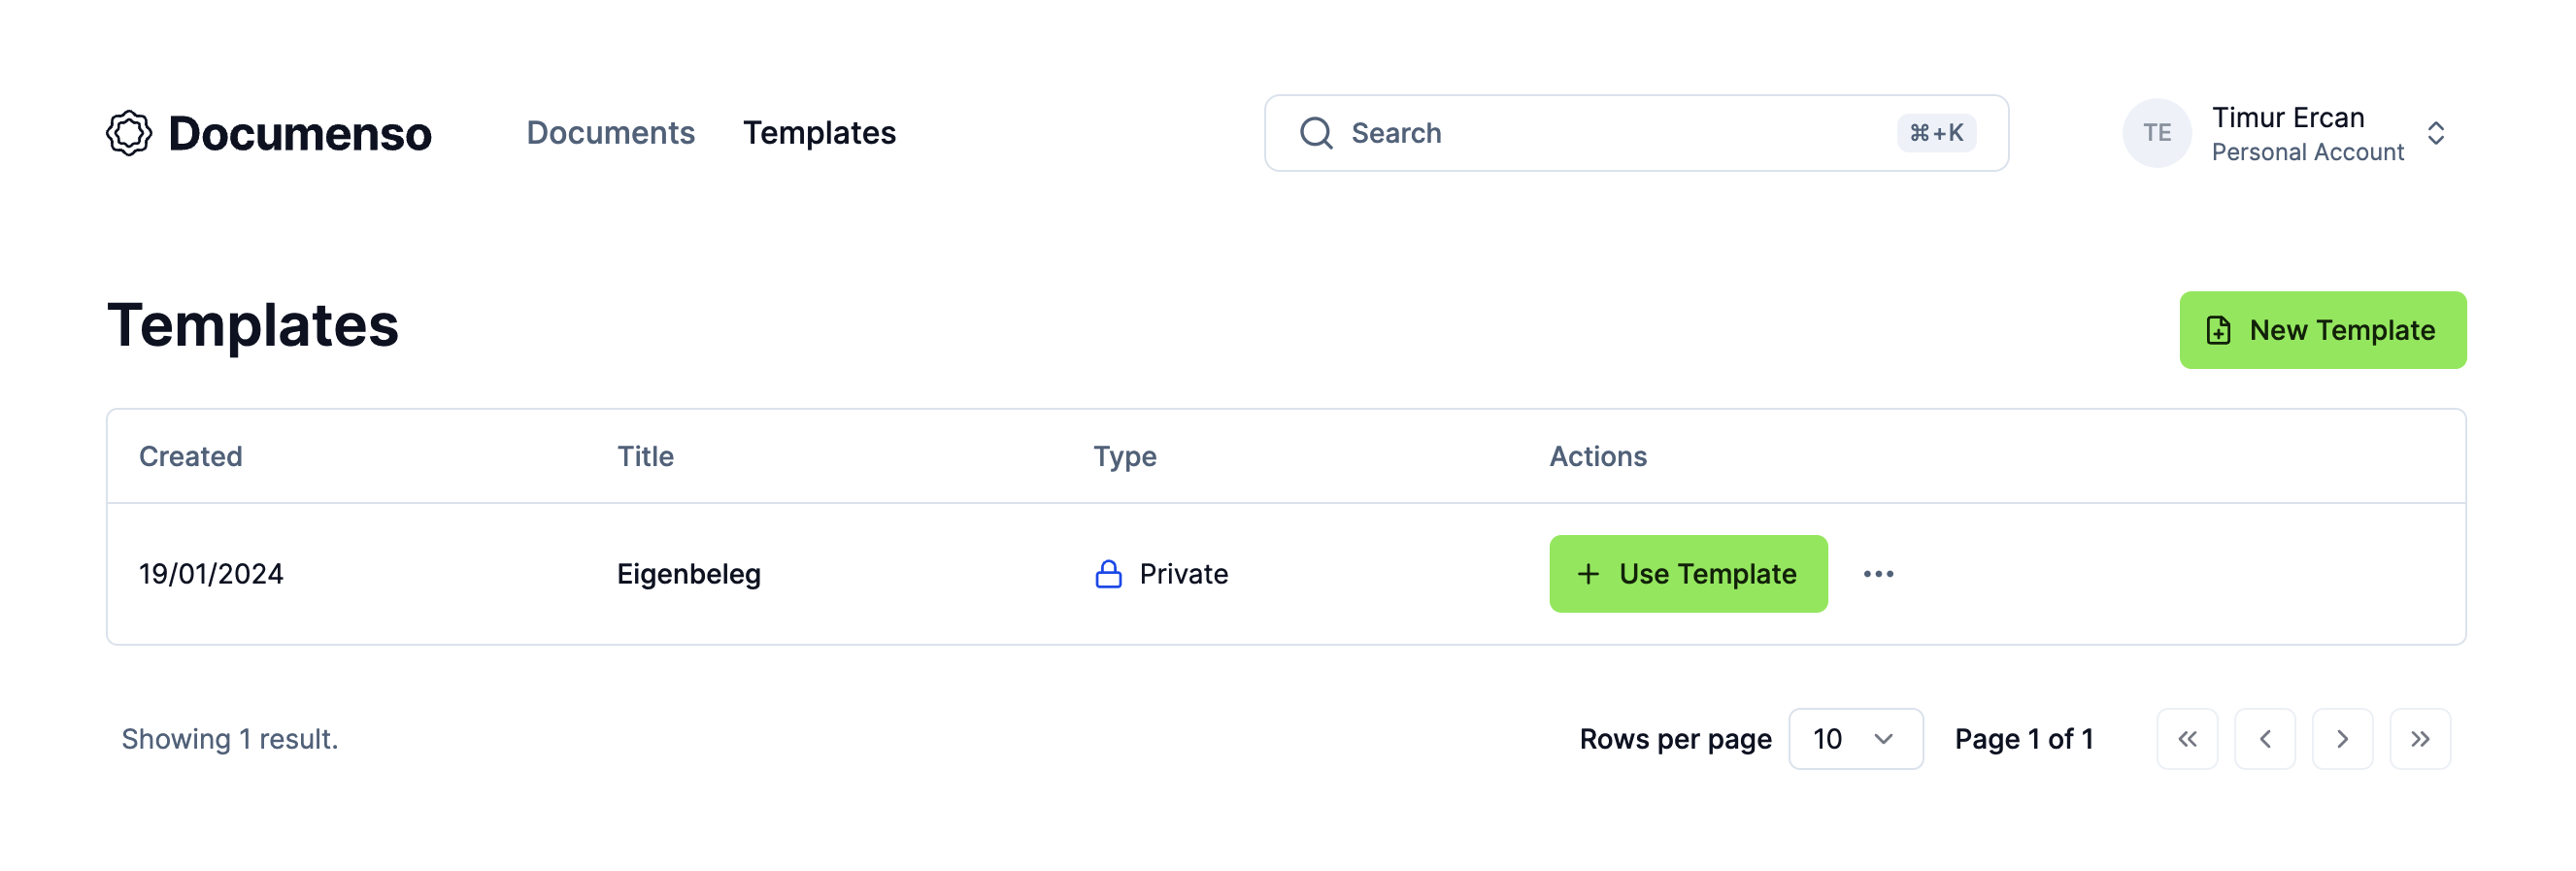 Documenso Documents Templates Search ⌘+K TE Timur Ercan
Personal Account
Templates New Template
Created Title Type Actions
19/01/2024 Eigenbeleg Private + Use Template ...
Showing 1 result. Rows per page 10 Page 1 of 1